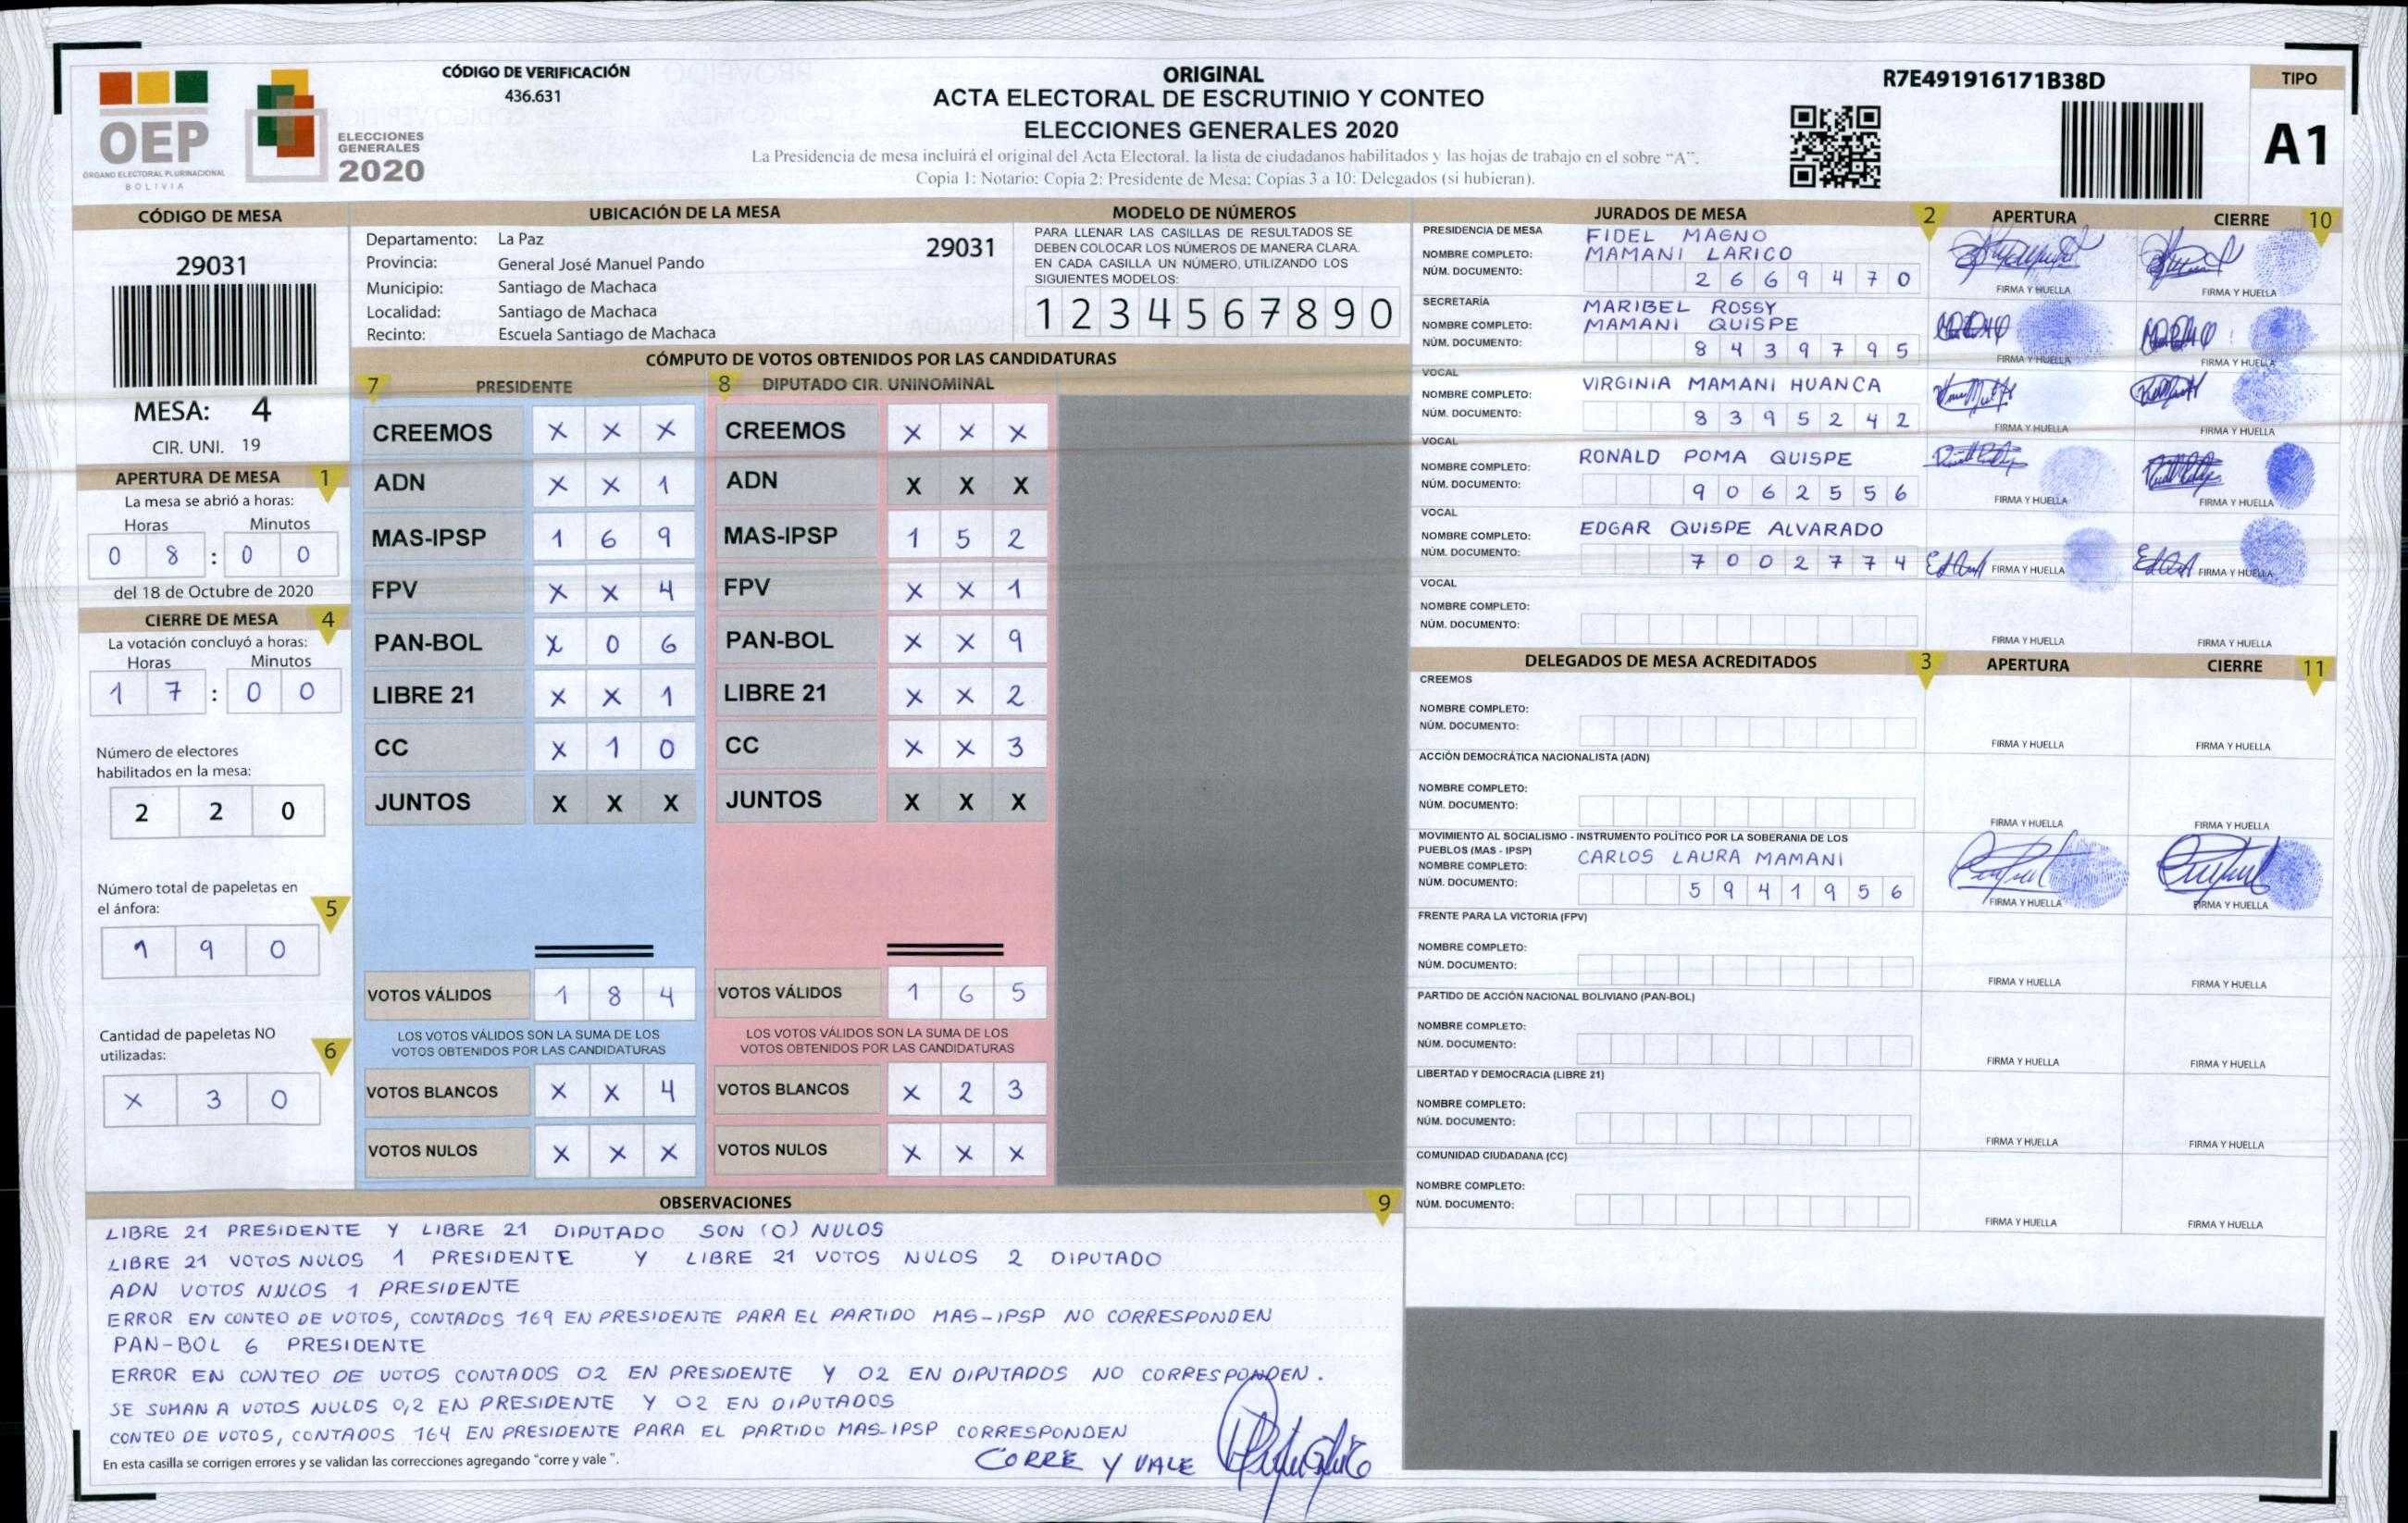 OEP
ÓRGANO ELECTORAL PLURINACIONAL
BOLIVIA
ELECCIONES
GENERALES
2020
CÓDIGO DE VERIFICACIÓN
436.631
ORIGINAL
ACTA ELECTORAL DE ESCRUTINIO Y CONTEO
ELECCIONES GENERALES 2020
La Presidencia de mesa incluirá el original del Acta Electoral, la lista de ciudadanos habilitados y las hojas de trabajo en el sobre "A".
Copia 1: Notario: Copia 2: Presidente de Mesa: Copias 3 a 10: Delegados (si hubieran).
R7E491916171B38D
TIPO
A1
CÓDIGO DE MESA
29031
MESA: 4
CIR. UNI. 19
APERTURA DE MESA 1
La mesa se abrió a horas:
Horas Minutos
0 8 : 0 0
del 18 de Octubre de 2020
CIERRE DE MESA 4
La votación concluyó a horas:
Horas Minutos
1 7 : 0 0
Número de electores
habilitados en la mesa:
2 2 0
Número total de papeletas en
el ánfora: 5
1 9 0
Cantidad de papeletas NO
utilizadas: 6
X 3 0
UBICACIÓN DE LA MESA
Departamento: La Paz
29031
Provincia: General José Manuel Pando
Municipio: Santiago de Machaca
Localidad: Santiago de Machaca
Recinto: Escuela Santiago de Machaca
MODELO DE NÚMEROS
PARA LLENAR LAS CASILLAS DE RESULTADOS SE
DEBEN COLOCAR LOS NÚMEROS DE MANERA CLARA.
EN CADA CASILLA UN NÚMERO, UTILIZANDO LOS
SIGUIENTES MODELOS:
1 2 3 4 5 6 7 8 9 0
CÓMPUTO DE VOTOS OBTENIDOS POR LAS CANDIDATURAS
7 PRESIDENTE
CREEMOS X X X
ADN X X 1
MAS-IPSP 1 6 9
FPV X X 4
PAN-BOL X 0 6
LIBRE 21 X X 1
CC X 1 0
JUNTOS X X X
VOTOS VÁLIDOS 1 8 4
LOS VOTOS VÁLIDOS SON LA SUMA DE LOS
VOTOS OBTENIDOS POR LAS CANDIDATURAS
VOTOS BLANCOS X X 4
VOTOS NULOS X X X
8 DIPUTADO CIR. UNINOMINAL
CREEMOS X X X
ADN X X X
MAS-IPSP 1 5 2
FPV X X 1
PAN-BOL X X 9
LIBRE 21 X X 2
CC X X 3
JUNTOS X X X
VOTOS VÁLIDOS 1 6 5
LOS VOTOS VÁLIDOS SON LA SUMA DE LOS
VOTOS OBTENIDOS POR LAS CANDIDATURAS
VOTOS BLANCOS X 2 3
VOTOS NULOS X X X
OBSERVACIONES 9
LIBRE 21 PRESIDENTE Y LIBRE 21 DIPUTADO SON (0) NULOS
LIBRE 21 VOTOS NULOS 1 PRESIDENTE Y LIBRE 21 VOTOS NULOS 2 DIPUTADO
ADN VOTOS NULOS 1 PRESIDENTE
ERROR EN CONTEO DE VOTOS, CONTADOS 169 EN PRESIDENTE PARA EL PARTIDO MAS-IPSP NO CORRESPONDEN
PAN-BOL 6 PRESIDENTE
ERROR EN CONTEO DE VOTOS CONTADOS 02 EN PRESIDENTE Y 02 EN DIPUTADOS NO CORRESPONDEN.
SE SUMAN A VOTOS NULOS 0,2 EN PRESIDENTE Y 02 EN DIPUTADOS
CONTEO DE VOTOS, CONTADOS 164 EN PRESIDENTE PARA EL PARTIDO MAS-IPSP CORRESPONDEN
CORRE Y VALE
En esta casilla se corrigen errores y se validan las correcciones agregando "corre y vale ".
JURADOS DE MESA 2 APERTURA CIERRE 10
PRESIDENCIA DE MESA
FIDEL MAGNO
NOMBRE COMPLETO: MAMANI LARICO
NÚM. DOCUMENTO: 2 6 6 9 4 7 0
FIRMA Y HUELLA FIRMA Y HUELLA
SECRETARÍA
MARIBEL ROSSY
NOMBRE COMPLETO: MAMANI QUISPE
NÚM. DOCUMENTO: 8 4 3 9 7 9 5
FIRMA Y HUELLA FIRMA Y HUELLA
VOCAL
NOMBRE COMPLETO: VIRGINIA MAMANI HUANCA
NÚM. DOCUMENTO: 8 3 9 5 2 4 2
FIRMA Y HUELLA FIRMA Y HUELLA
VOCAL
NOMBRE COMPLETO: RONALD POMA QUISPE
NÚM. DOCUMENTO: 9 0 6 2 5 5 6
FIRMA Y HUELLA FIRMA Y HUELLA
VOCAL
NOMBRE COMPLETO: EDGAR QUISPE ALVARADO
NÚM. DOCUMENTO: 7 0 0 2 7 7 4
FIRMA Y HUELLA FIRMA Y HUELLA
VOCAL
NOMBRE COMPLETO:
NÚM. DOCUMENTO:
FIRMA Y HUELLA FIRMA Y HUELLA
DELEGADOS DE MESA ACREDITADOS 3 APERTURA CIERRE 11
CREEMOS
NOMBRE COMPLETO:
NÚM. DOCUMENTO:
FIRMA Y HUELLA FIRMA Y HUELLA
ACCIÓN DEMOCRÁTICA NACIONALISTA (ADN)
NOMBRE COMPLETO:
NÚM. DOCUMENTO:
FIRMA Y HUELLA FIRMA Y HUELLA
MOVIMIENTO AL SOCIALISMO - INSTRUMENTO POLÍTICO POR LA SOBERANIA DE LOS
PUEBLOS (MAS - IPSP)
NOMBRE COMPLETO: CARLOS LAURA MAMANI
NÚM. DOCUMENTO: 5 9 4 1 9 5 6
FIRMA Y HUELLA FIRMA Y HUELLA
FRENTE PARA LA VICTORIA (FPV)
NOMBRE COMPLETO:
NÚM. DOCUMENTO:
FIRMA Y HUELLA FIRMA Y HUELLA
PARTIDO DE ACCIÓN NACIONAL BOLIVIANO (PAN-BOL)
NOMBRE COMPLETO:
NÚM. DOCUMENTO:
FIRMA Y HUELLA FIRMA Y HUELLA
LIBERTAD Y DEMOCRACIA (LIBRE 21)
NOMBRE COMPLETO:
NÚM. DOCUMENTO:
FIRMA Y HUELLA FIRMA Y HUELLA
COMUNIDAD CIUDADANA (CC)
NOMBRE COMPLETO:
NÚM. DOCUMENTO:
FIRMA Y HUELLA FIRMA Y HUELLA